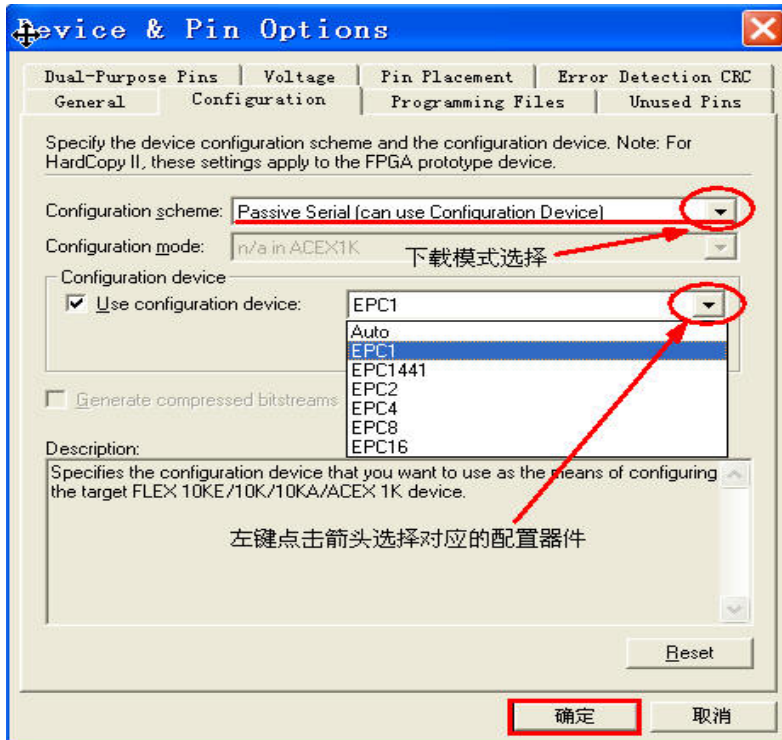 Device & Pin Options
Dual-Purpose Pins
Voltage
Pin Placement
Error Detection CRC
General
Configuration
Programming Files
Unused Pins
Specify the device configuration scheme and the configuration device. Note: For
HardCopy II, these settings apply to the FPGA prototype device.
Configuration scheme:
Passive Serial (can use Configuration Device)
Configuration mode:
n/a in ACEX1K
下载模式选择
Configuration device
Use configuration device:
EPC1
Auto
EPC1
EPC1441
EPC2
EPC4
EPC8
EPC16
Generate compressed bitstreams
Description:
Specifies the configuration device that you want to use as the means of configuring
the target FLEX 10KE/10K/10KA/ACEX 1K device.
左键点击箭头选择对应的配置器件
Reset
确定
取消